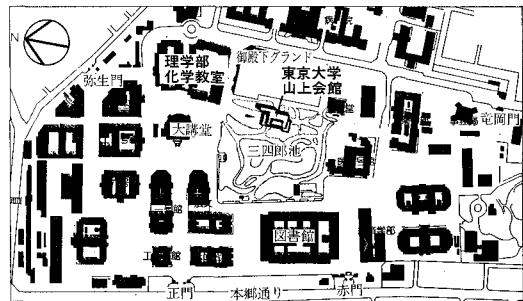 N
弥生門
理学部
化学教室
御殿下グランド
東京大学
山上会館
大講堂
三四郎池
竜岡門
図書館
正門
本郷通り
赤門